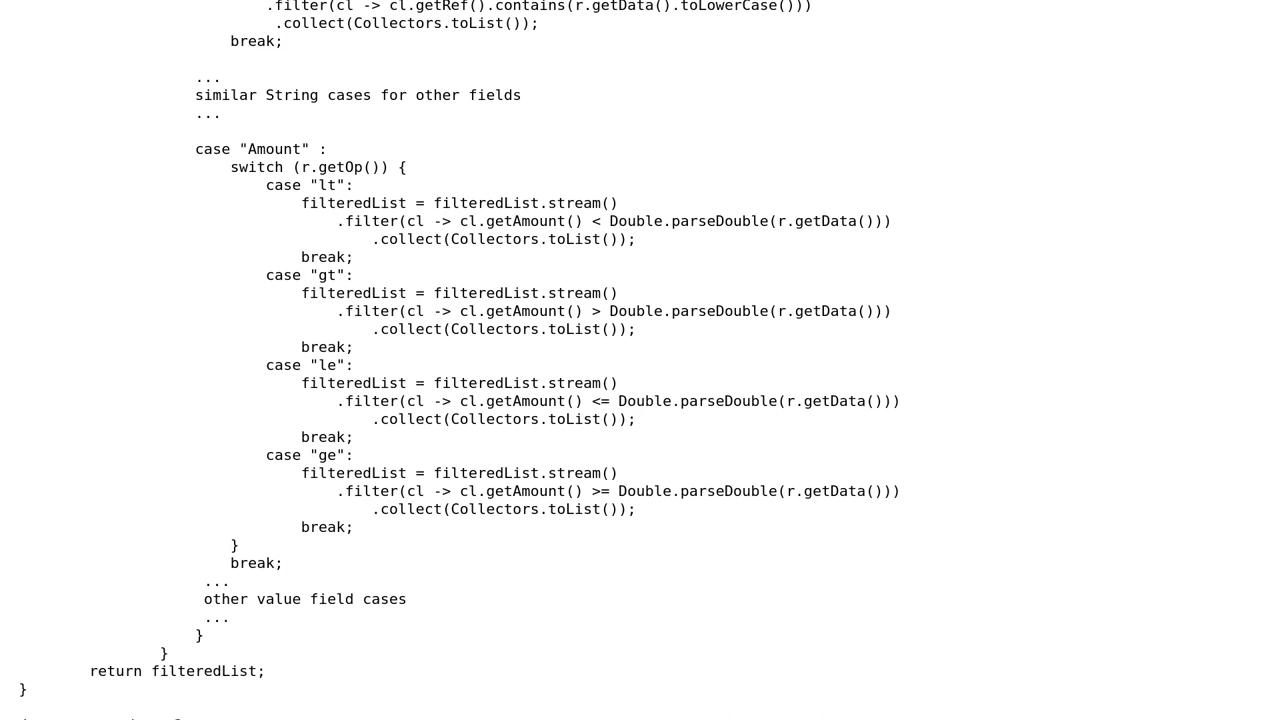 .filter(cl -> cl.getRef().contains(r.getData().toLowerCase()))
.collect(Collectors.toList());
break;
...
similar String cases for other fields
...
case "Amount" :
switch (r.getOp()) {
case "lt":
filteredList = filteredList.stream()
.filter(cl -> cl.getAmount() < Double.parseDouble(r.getData()))
.collect(Collectors.toList());
break;
case "gt":
filteredList = filteredList.stream()
.filter(cl -> cl.getAmount() > Double.parseDouble(r.getData()))
.collect(Collectors.toList());
break;
case "le":
filteredList = filteredList.stream()
.filter(cl -> cl.getAmount() <= Double.parseDouble(r.getData()))
.collect(Collectors.toList());
break;
case "ge":
filteredList = filteredList.stream()
.filter(cl -> cl.getAmount() >= Double.parseDouble(r.getData()))
.collect(Collectors.toList());
break;
}
break;
...
other value field cases
...
}
}
return filteredList;
}